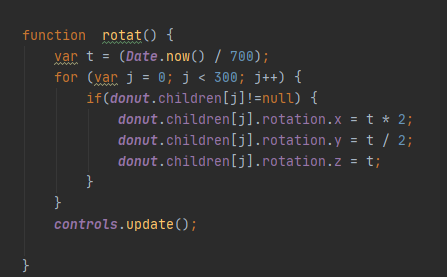 function  rotat() {
    var t = (Date.now() / 700);
    for (var j = 0; j < 300; j++) {
        if(donut.children[j]!=null) {
            donut.children[j].rotation.x = t * 2;
            donut.children[j].rotation.y = t / 2;
            donut.children[j].rotation.z = t;
        }
    }
    controls.update();
}